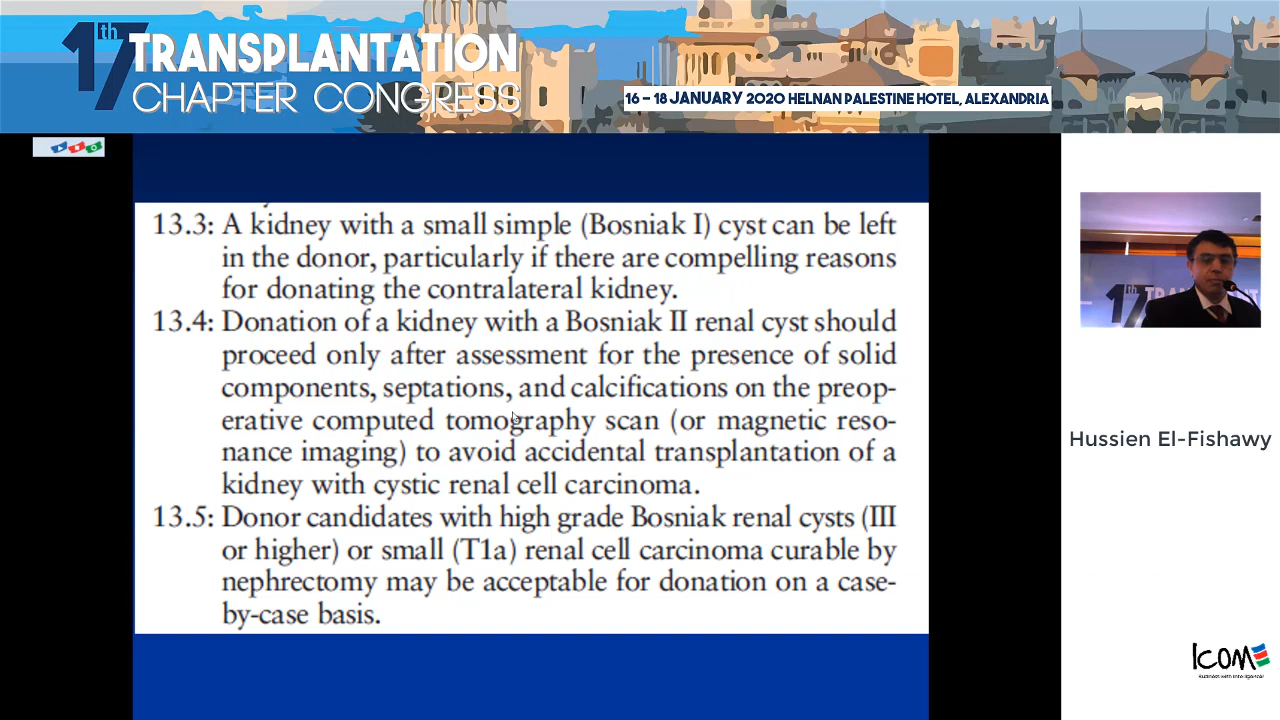 17th TRANSPLANTATION
CHAPTER CONGRESS
16 – 18 JANUARY 2020 HELNAN PALESTINE HOTEL, ALEXANDRIA
13.3: A kidney with a small simple (Bosniak I) cyst can be left
in the donor, particularly if there are compelling reasons
for donating the contralateral kidney.
13.4: Donation of a kidney with a Bosniak II renal cyst should
proceed only after assessment for the presence of solid
components, septations, and calcifications on the preop-
erative computed tomography scan (or magnetic reso-
nance imaging) to avoid accidental transplantation of a
kidney with cystic renal cell carcinoma.
13.5: Donor candidates with high grade Bosniak renal cysts (III
or higher) or small (T1a) renal cell carcinoma curable by
nephrectomy may be acceptable for donation on a case-
by-case basis.
17th TRANSP
Hussien El-Fishawy
ICOM
Business with Intelligence!